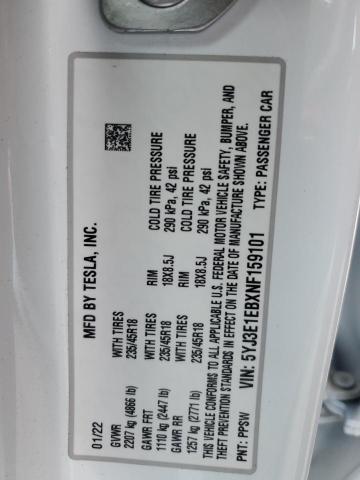 MFD BY TESLA, INC.
01/22
GVWR
2207 kg (4866 lb)
WITH TIRES
235/45R18
RIM
18X8.5J
COLD TIRE PRESSURE
290 kPa, 42 psi
GAWR FRT
1110 kg (2447 lb)
WITH TIRES
235/45R18
RIM
18X8.5J
COLD TIRE PRESSURE
290 kPa, 42 psi
GAWR RR
1257 kg (2771 lb)
WITH TIRES
235/45R18
THIS VEHICLE CONFORMS TO ALL APPLICABLE U.S. FEDERAL MOTOR VEHICLE SAFETY, BUMPER, AND
THEFT PREVENTION STANDARDS IN EFFECT ON THE DATE OF MANUFACTURE SHOWN ABOVE.
VIN: 5YJ3E1EBXNF159101
TYPE: PASSENGER CAR
PNT: PPSW